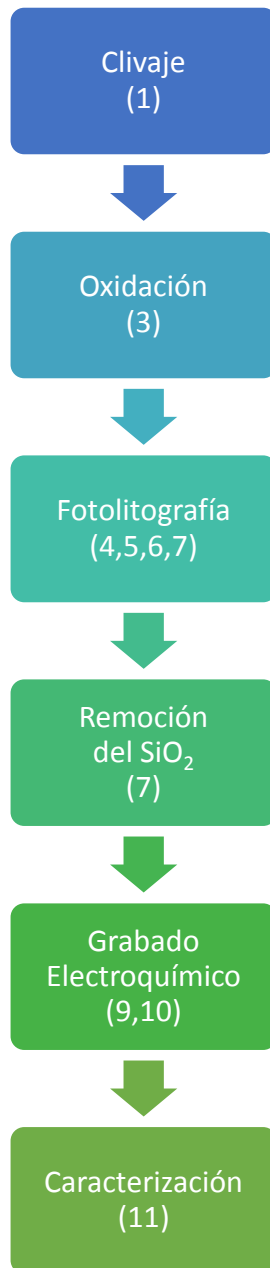 Clivaje
(1)
Oxidación
(3)
Fotolitografía
(4,5,6,7)
Remoción
del SiO₂
(7)
Grabado
Electroquímico
(9,10)
Caracterización
(11)